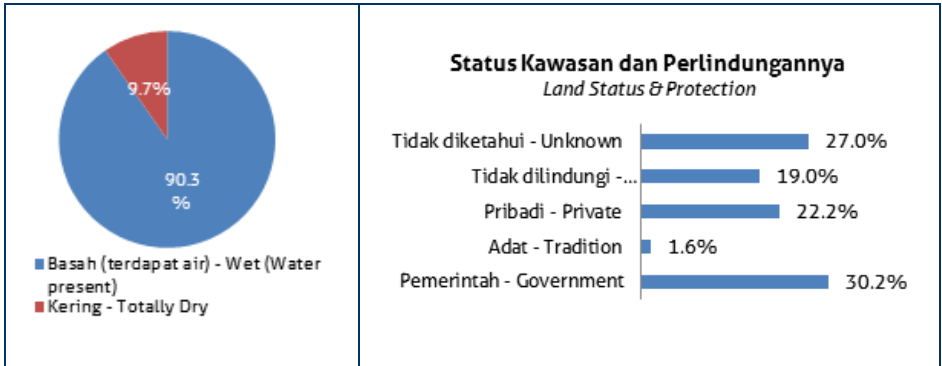 9.7%
90.3
%
Basah (terdapat air) - Wet (Water
present)
Kering - Totally Dry
Status Kawasan dan Perlindungannya
Land Status & Protection
Tidak diketahui - Unknown 27.0%
Tidak dilindungi -... 19.0%
Pribadi - Private 22.2%
Adat - Tradition 1.6%
Pemerintah - Government 30.2%